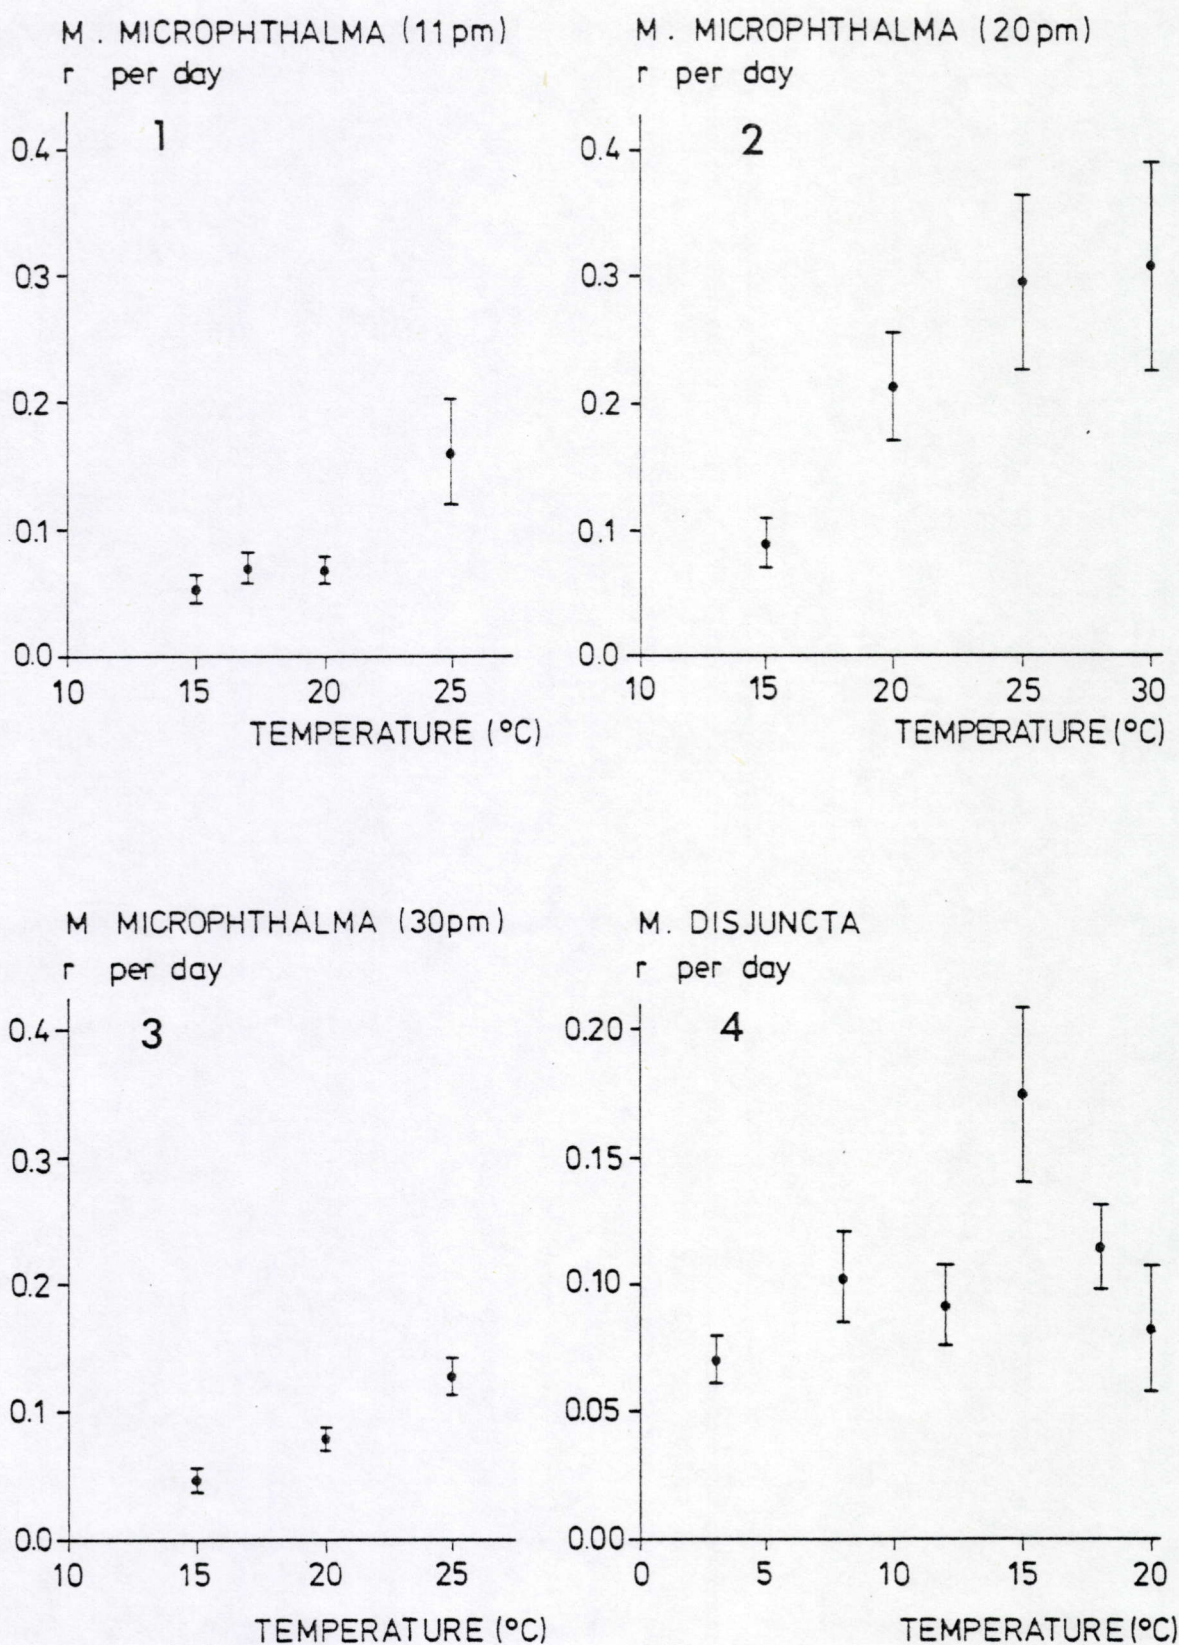 M. MICROPHTHALMA (11pm)
r per day
1
0.4
0.3
0.2
0.1
0.0
10 15 20 25
TEMPERATURE (°C)
M. MICROPHTHALMA (20pm)
r per day
2
0.4
0.3
0.2
0.1
0.0
10 15 20 25 30
TEMPERATURE (°C)
M MICROPHTHALMA (30pm)
r per day
3
0.4
0.3
0.2
0.1
0.0
10 15 20 25
TEMPERATURE (°C)
M. DISJUNCTA
r per day
4
0.20
0.15
0.10
0.05
0.00
0 5 10 15 20
TEMPERATURE (°C)